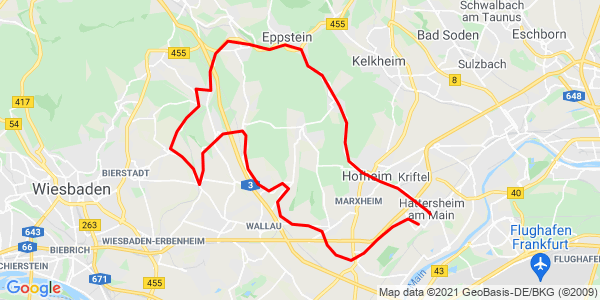 Schwalbach
am Taunus
Eschborn
Eppstein
455
Bad Soden
455
Kelkheim
Sulzbach
8
648
417
54
BIERSTADT
3
Hofheim
Kriftel
Wiesbaden
40
MARXHEIM
Hattersheim
am Main
643
263
WALLAU
66
WIESBADEN-ERBENHEIM
Flughafen
Frankfurt
BIEBRICH
FLUGHAFEN
SCHIERSTEIN
671
43
Main
Google
Map data ©2021 GeoBasis-DE/BKG (©2009)